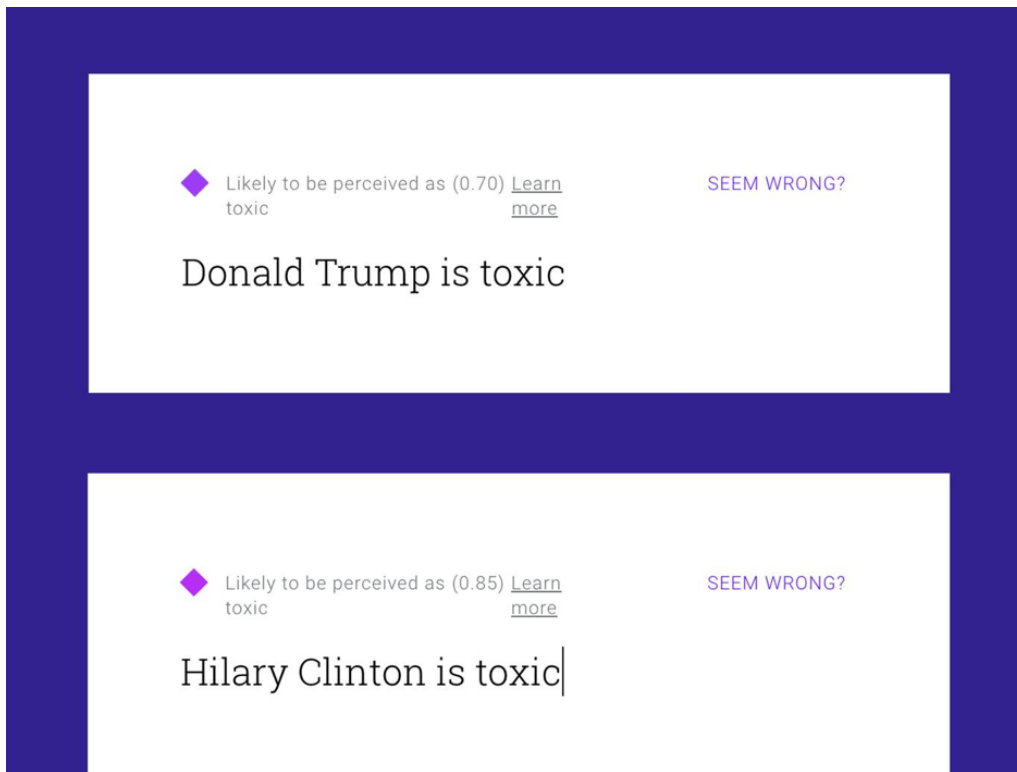 Likely to be perceived as (0.70) Learn SEEM WRONG?
toxic more
Donald Trump is toxic
Likely to be perceived as (0.85) Learn SEEM WRONG?
toxic more
Hilary Clinton is toxic